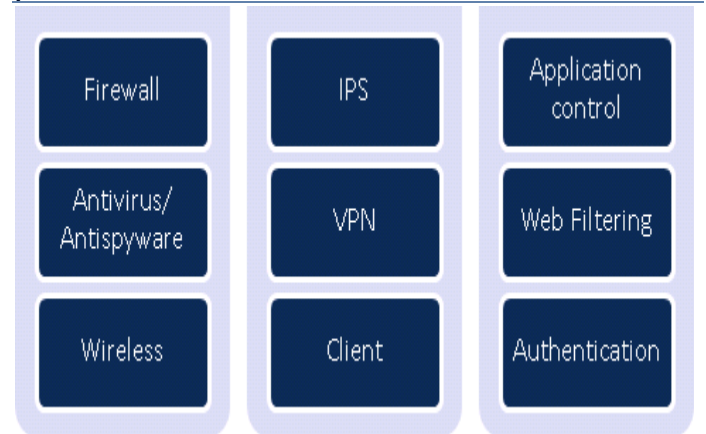 Firewall
Antivirus/
Antispyware
Wireless
IPS
VPN
Client
Application
control
Web Filtering
Authentication